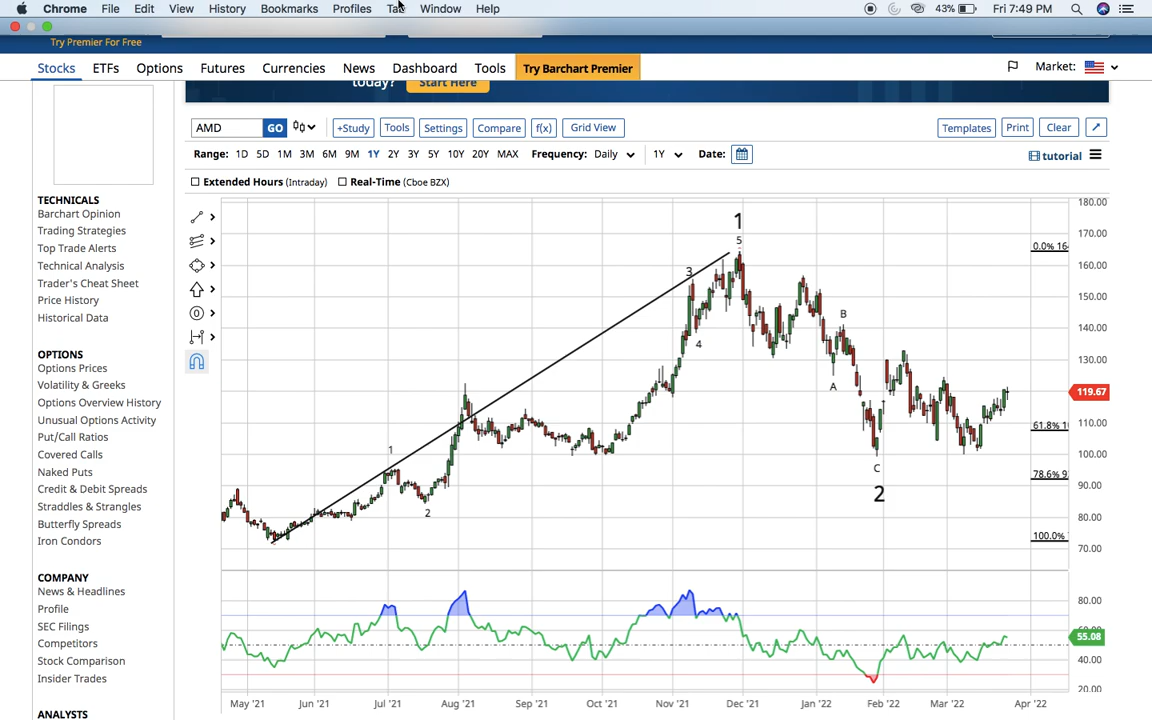 Chrome File Edit View History Bookmarks Profiles Tab Window Help 43% Fri 7:49 PM
Try Premier For Free
Stocks ETFs Options Futures Currencies News Dashboard Tools Try Barchart Premier Market:
today? Start Here
AMD GO +Study Tools Settings Compare f(x) Grid View Templates Print Clear
Range: 1D 5D 1M 3M 6M 9M 1Y 2Y 3Y 5Y 10Y 20Y MAX Frequency: Daily 1Y Date: tutorial
Extended Hours (Intraday) Real-Time (Cboe BZX)
TECHNICALS
Barchart Opinion
Trading Strategies
Top Trade Alerts
Technical Analysis
Trader's Cheat Sheet
Price History
Historical Data
OPTIONS
Options Prices
Volatility & Greeks
Options Overview History
Unusual Options Activity
Put/Call Ratios
Covered Calls
Naked Puts
Credit & Debit Spreads
Straddles & Strangles
Butterfly Spreads
Iron Condors
COMPANY
News & Headlines
Profile
SEC Filings
Competitors
Stock Comparison
Insider Trades
ANALYSTS
180.00
1
170.00
5
0.0% 16
160.00
3
150.00
B
140.00
4
130.00
A
119.67
110.00
61.8% 1
1
100.00
C
78.6% 9
90.00
2
2
80.00
100.0%
70.00
80.00
60.00
55.08
40.00
20.00
May '21 Jun '21 Jul '21 Aug '21 Sep '21 Oct '21 Nov '21 Dec '21 Jan '22 Feb '22 Mar '22 Apr '22